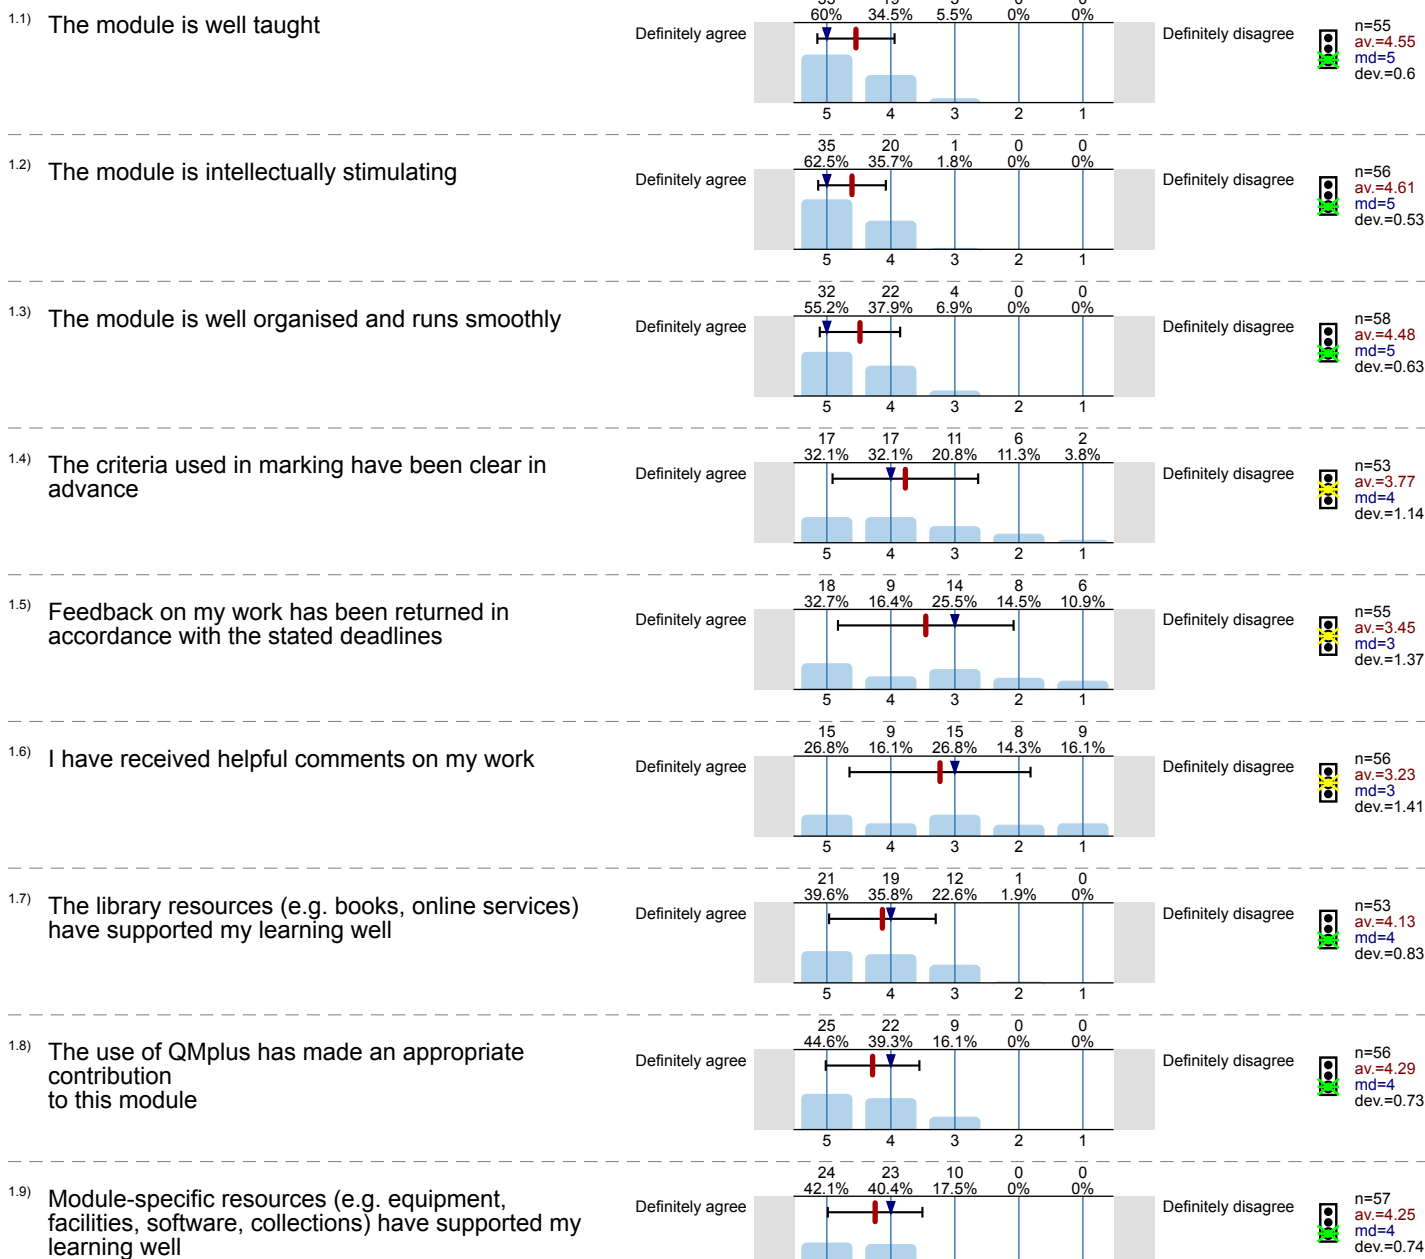 33 19 3 0 0
60% 34.5% 5.5% 0% 0%
1.1) The module is well taught
Definitely agree
Definitely disagree
n=55
av.=4.55
md=5
dev.=0.6
5 4 3 2 1
35 20 1 0 0
62.5% 35.7% 1.8% 0% 0%
1.2) The module is intellectually stimulating
Definitely agree
Definitely disagree
n=56
av.=4.61
md=5
dev.=0.53
5 4 3 2 1
32 22 4 0 0
55.2% 37.9% 6.9% 0% 0%
1.3) The module is well organised and runs smoothly
Definitely agree
Definitely disagree
n=58
av.=4.48
md=5
dev.=0.63
5 4 3 2 1
17 17 11 6 2
32.1% 32.1% 20.8% 11.3% 3.8%
1.4) The criteria used in marking have been clear in
advance
Definitely agree
Definitely disagree
n=53
av.=3.77
md=4
dev.=1.14
5 4 3 2 1
18 9 14 8 6
32.7% 16.4% 25.5% 14.5% 10.9%
1.5) Feedback on my work has been returned in
accordance with the stated deadlines
Definitely agree
Definitely disagree
n=55
av.=3.45
md=3
dev.=1.37
5 4 3 2 1
15 9 15 8 9
26.8% 16.1% 26.8% 14.3% 16.1%
1.6) I have received helpful comments on my work
Definitely agree
Definitely disagree
n=56
av.=3.23
md=3
dev.=1.41
5 4 3 2 1
21 19 12 1 0
39.6% 35.8% 22.6% 1.9% 0%
1.7) The library resources (e.g. books, online services)
have supported my learning well
Definitely agree
Definitely disagree
n=53
av.=4.13
md=4
dev.=0.83
5 4 3 2 1
25 22 9 0 0
44.6% 39.3% 16.1% 0% 0%
1.8) The use of QMplus has made an appropriate
contribution
to this module
Definitely agree
Definitely disagree
n=56
av.=4.29
md=4
dev.=0.73
5 4 3 2 1
24 23 10 0 0
42.1% 40.4% 17.5% 0% 0%
1.9) Module-specific resources (e.g. equipment,
facilities, software, collections) have supported my
learning well
Definitely agree
Definitely disagree
n=57
av.=4.25
md=4
dev.=0.74